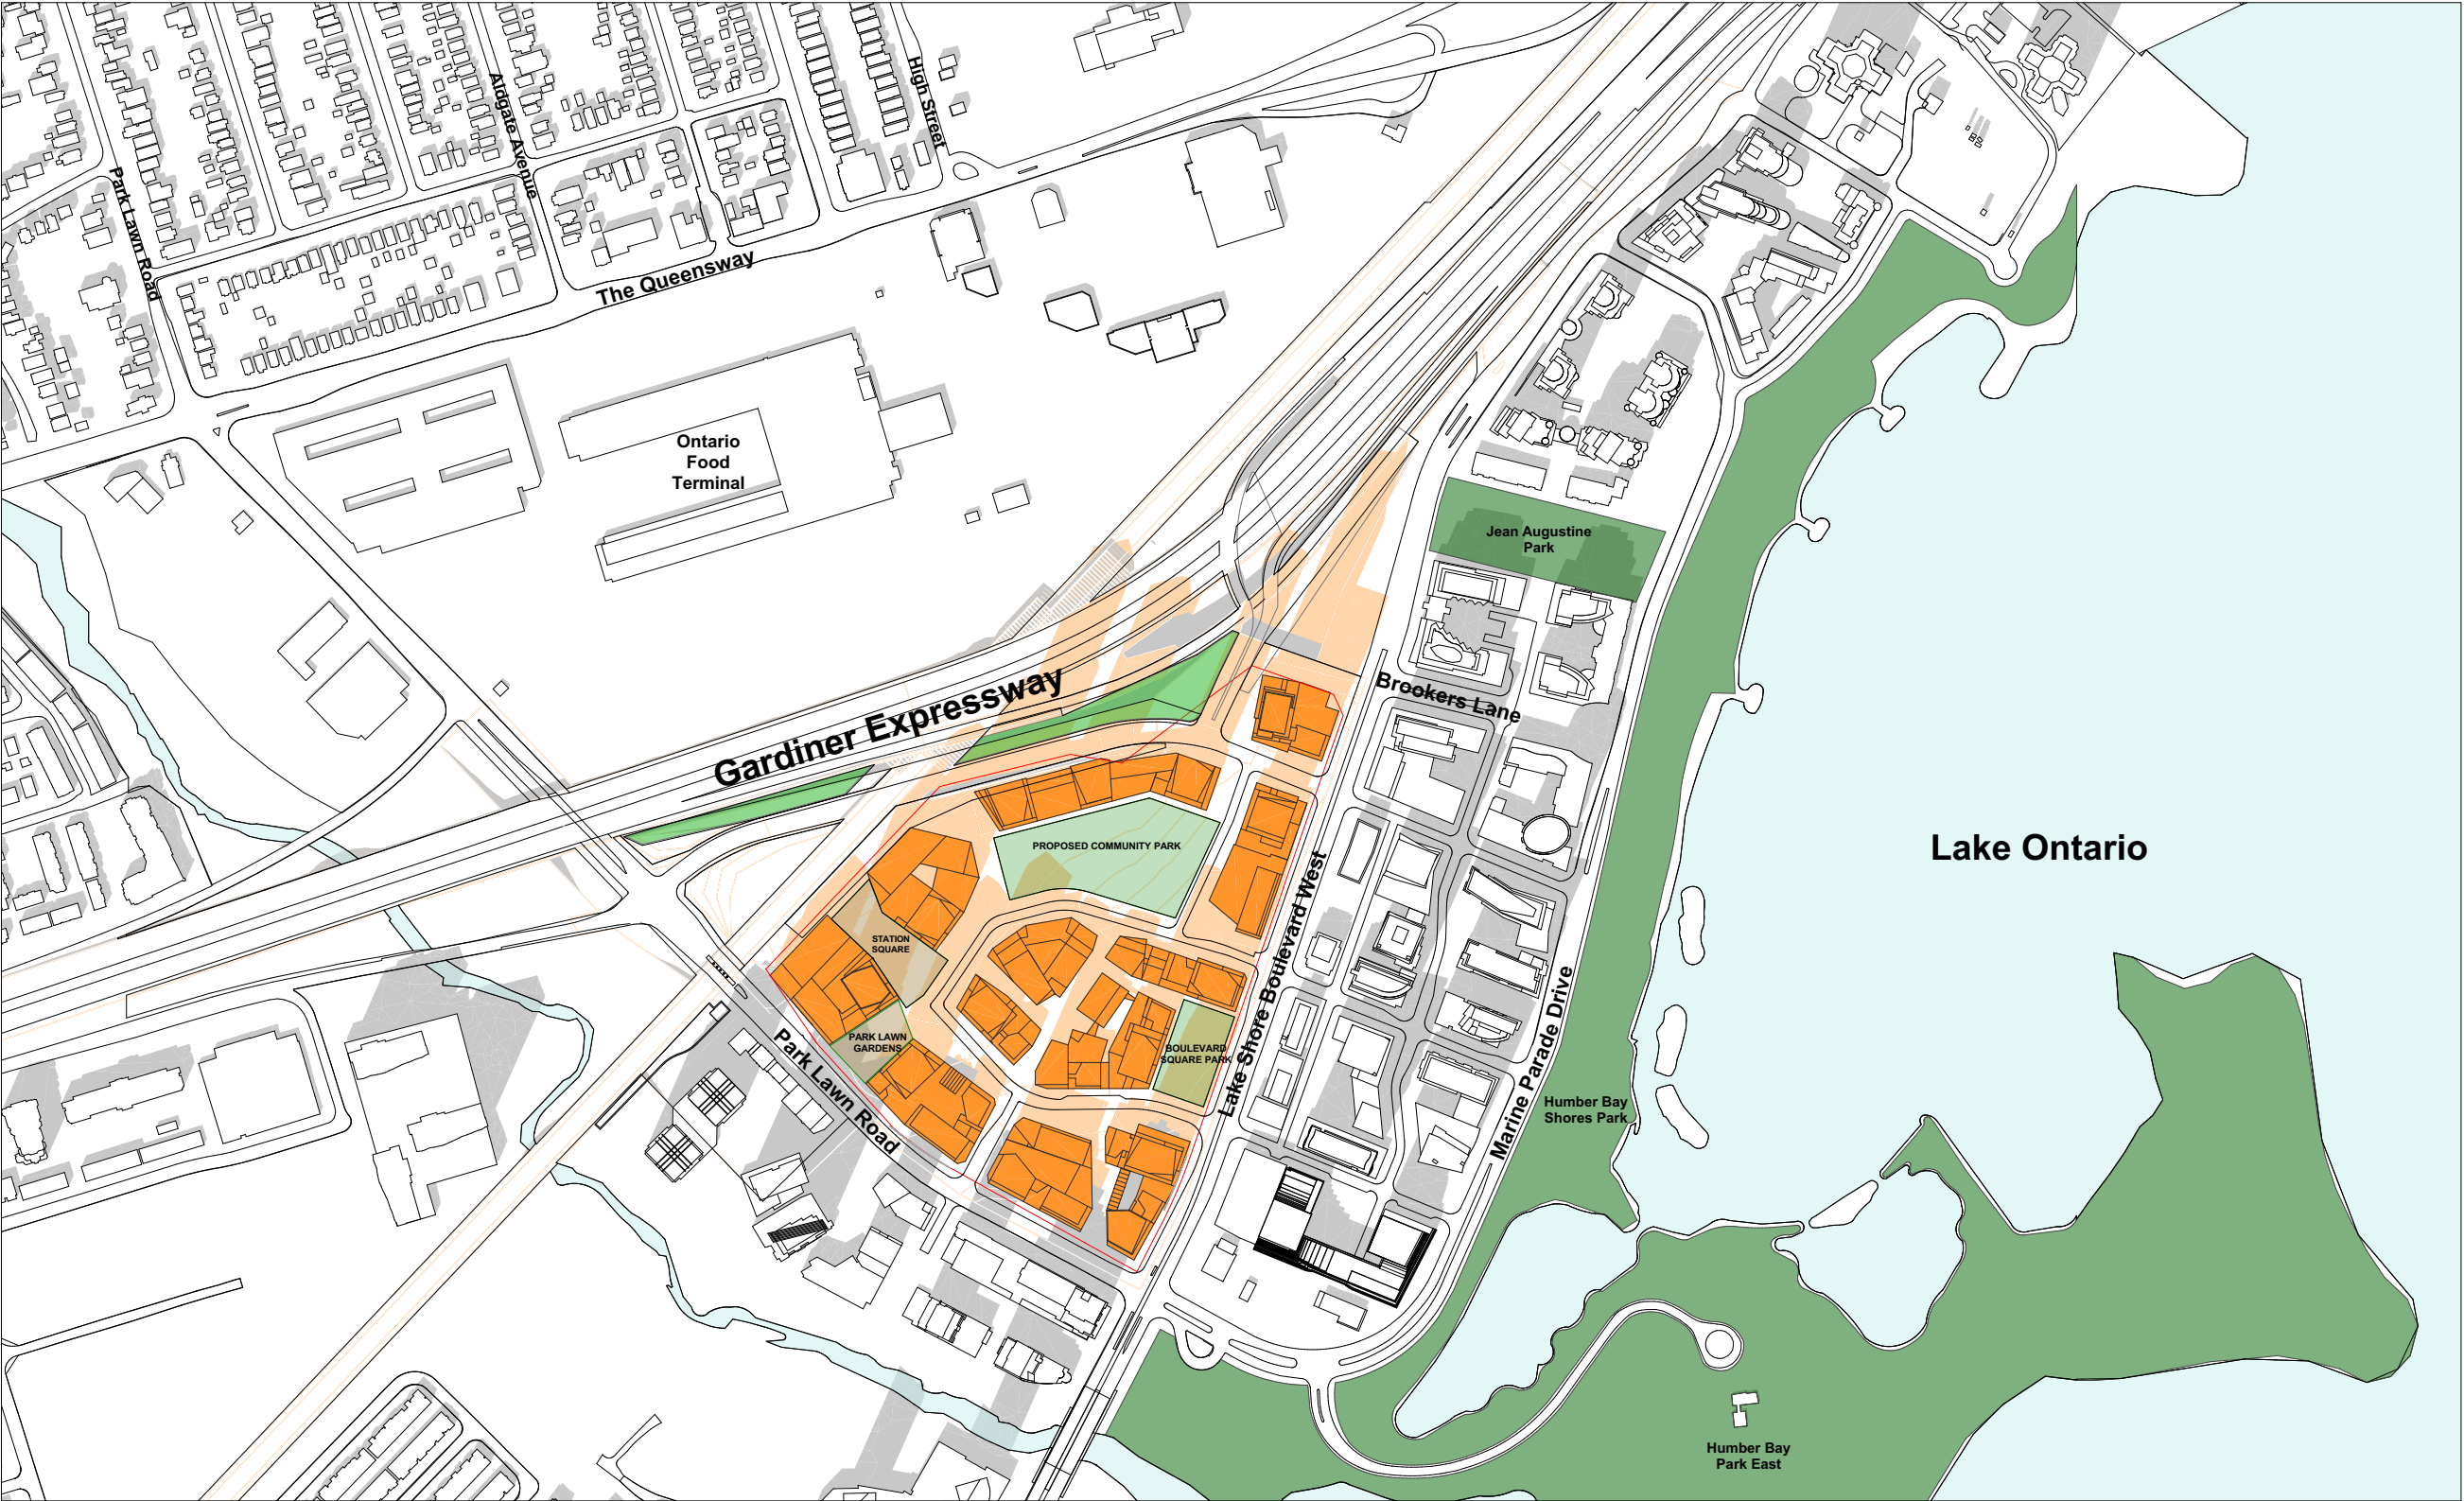 High Street
Aldgate Avenue
Park Lawn Road
The Queensway
Ontario
Food
Terminal
Jean Augustine
Park
Gardiner Expressway
Brookers Lane
PROPOSED COMMUNITY PARK
Lake Ontario
STATION
SQUARE
Lake Shore Boulevard West
PARK LAWN
GARDENS
BOULEVARD
SQUARE PARK
Park Lawn Road
Marine Parade Drive
Humber Bay
Shores Park
Humber Bay
Park East